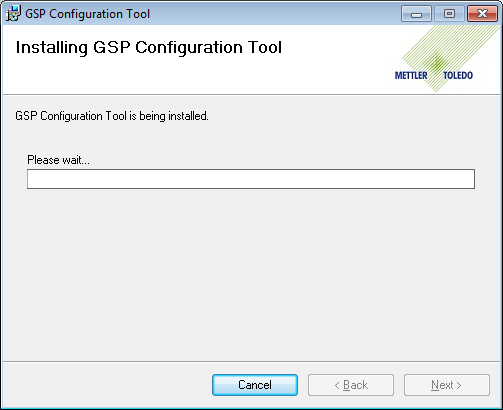 GSP Configuration Tool
Installing GSP Configuration Tool
METTLER TOLEDO
GSP Configuration Tool is being installed.
Please wait...
Cancel
< Back
Next >